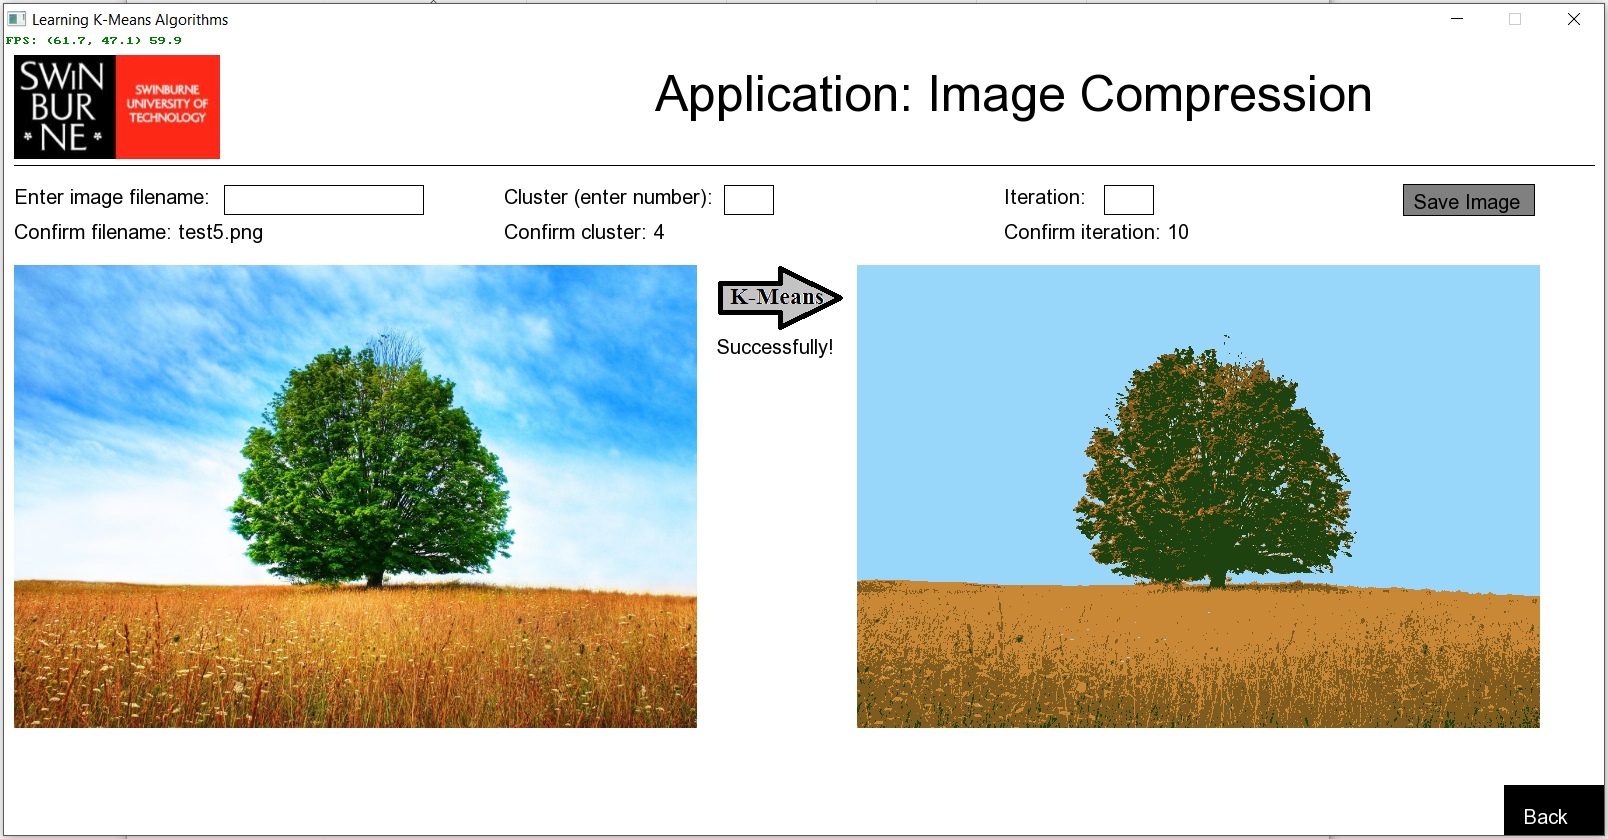 Learning K-Means Algorithms
FPS: (61.7, 47.1) 59.9
SWiN
BUR
NE
SWINBURNE
UNIVERSITY OF
TECHNOLOGY
Application: Image Compression
Enter image filename:
Cluster (enter number):
Iteration:
Save Image
Confirm filename: test5.png
Confirm cluster: 4
Confirm iteration: 10
K-Means
Successfully!
Back